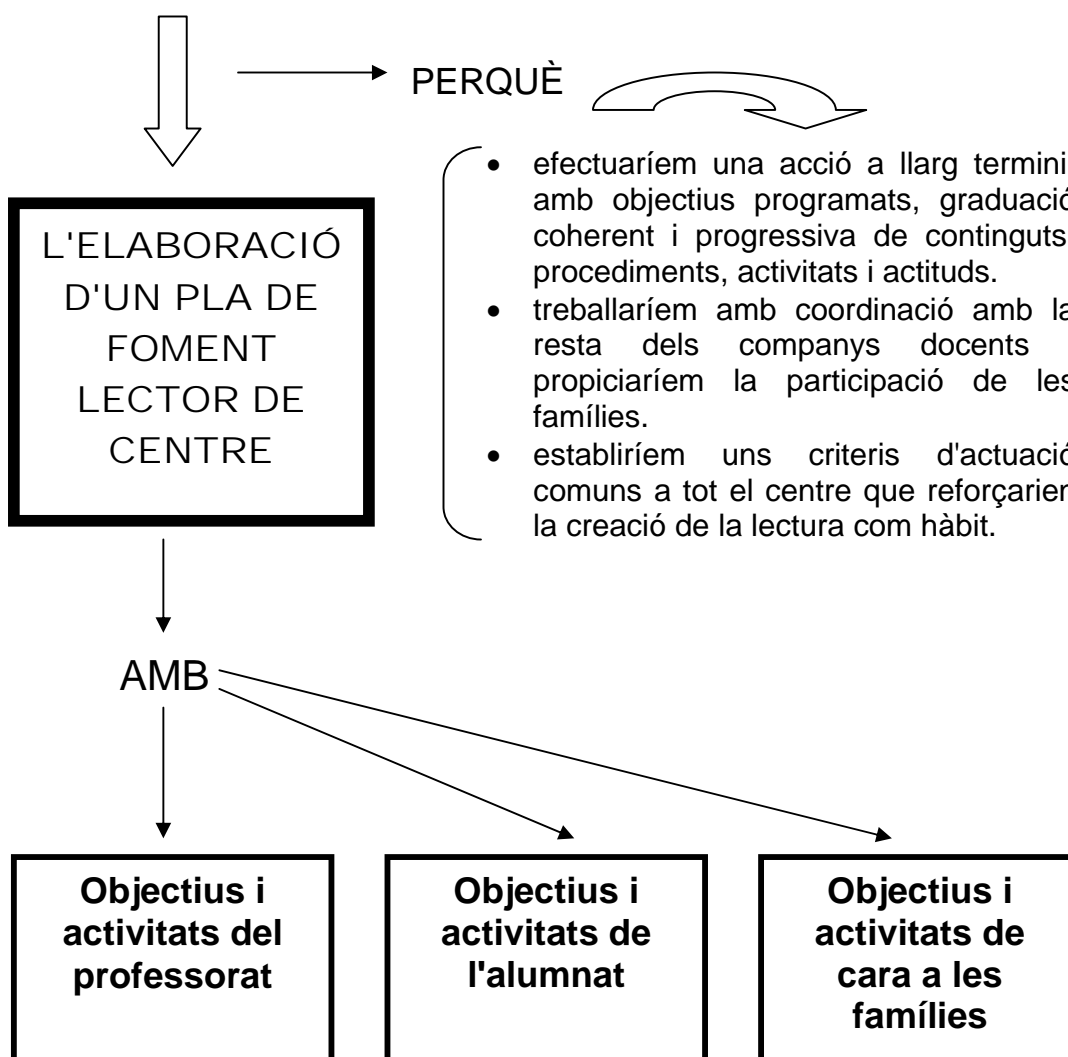 PERQUÈ
L'ELABORACIÓ
D'UN PLA DE
FOMENT
LECTOR DE
CENTRE
• efectuaríem una acció a llarg termini
amb objectius programats, graduació
coherent i progressiva de continguts
procediments, activitats i actituds.
• treballaríem amb coordinació amb la
resta dels companys docents
propiciaríem la participació de les
famílies.
• establiríem uns criteris d'actuació
comuns a tot el centre que reforçarien
la creació de la lectura com hàbit.
AMB
Objectius i
activitats del
professorat
Objectius i
activitats de
l'alumnat
Objectius i
activitats de
cara a les
famílies